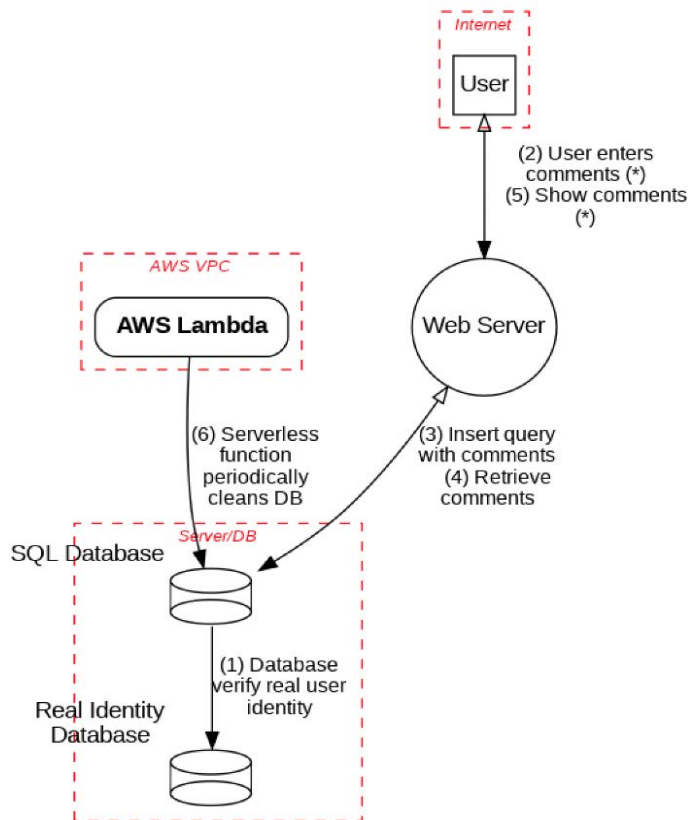 Internet
User
(2) User enters
comments (*)
(5) Show comments
(*)
AWS VPC
AWS Lambda
Web Server
(6) Serverless
function
periodically
cleans DB
(3) Insert query
with comments
(4) Retrieve
comments
Server/DB
SQL Database
(1) Database
verify real user
identity
Real Identity
Database